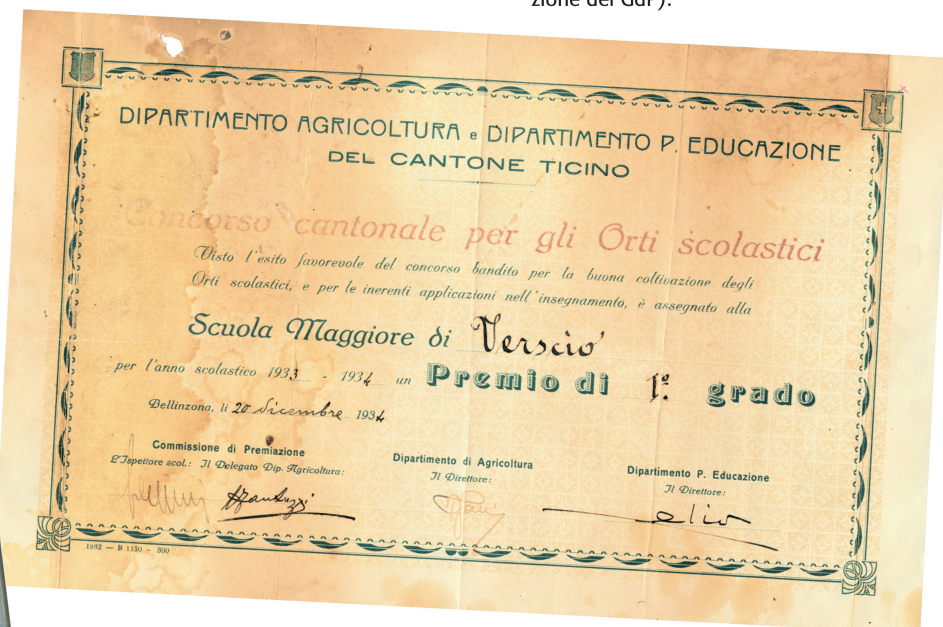 zione del GdP).
DIPARTIMENTO AGRICOLTURA e DIPARTIMENTO P. EDUCAZIONE
DEL CANTONE TICINO
Concorso cantonale per gli Orti scolastici
Visto l'esito favorevole del concorso bandito per la buona coltivazione degli
Orti scolastici, e per le inerenti applicazioni nell'insegnamento, è assegnato alla
Scuola Maggiore di Verscio
per l'anno scolastico 1933 - 1934 un Premio di 1º grado
Bellinzona, li 20 dicembre 1934
Commissione di Premiazione
L'Ispettore scol.: Il Delegato Dip. Agricoltura:
Dipartimento di Agricoltura
Il Direttore:
Dipartimento P. Educazione
Il Direttore:
1932 — B 1130 - 300